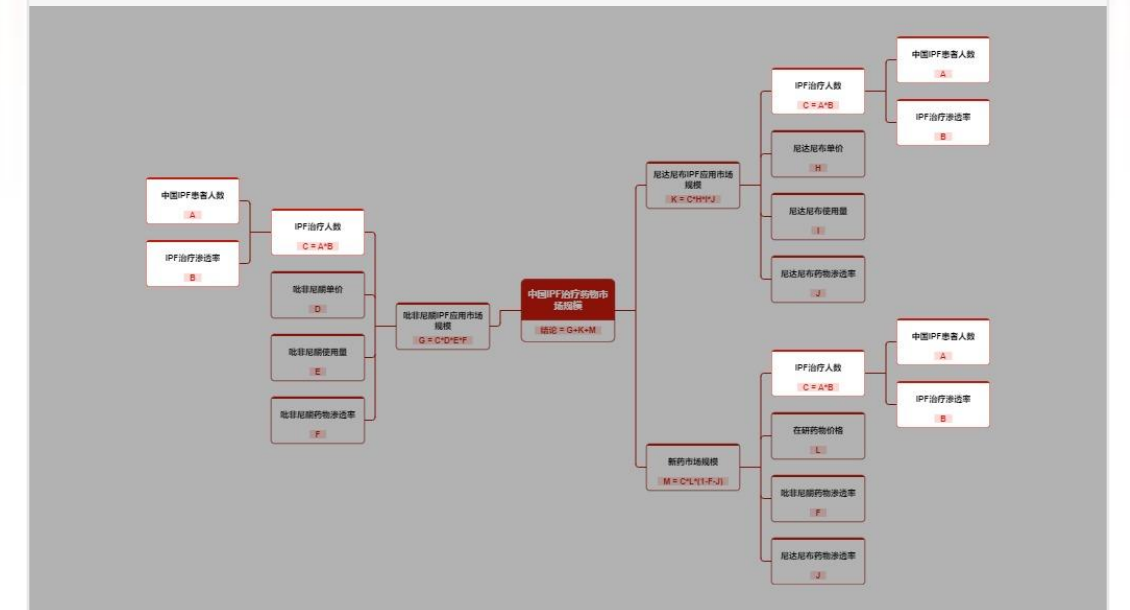 中国IPF患者人数
A
IPF治疗渗透率
B
IPF治疗人数
C = A*B
吡非尼酮单价
D
吡非尼酮使用量
E
吡非尼酮药物渗透率
F
吡非尼酮IPF应用市场
规模
G = C*D*E*F
中国IPF治疗药物市
场规模
结论 = G+K+M
尼达尼布IPF应用市场
规模
K = C*H*I*J
IPF治疗人数
C = A*B
中国IPF患者人数
A
IPF治疗渗透率
B
尼达尼布单价
H
尼达尼布使用量
I
尼达尼布药物渗透率
J
新药市场规模
M = C*L*(1-F-J)
IPF治疗人数
C = A*B
中国IPF患者人数
A
IPF治疗渗透率
B
在研药物价格
L
吡非尼酮药物渗透率
F
尼达尼布药物渗透率
J